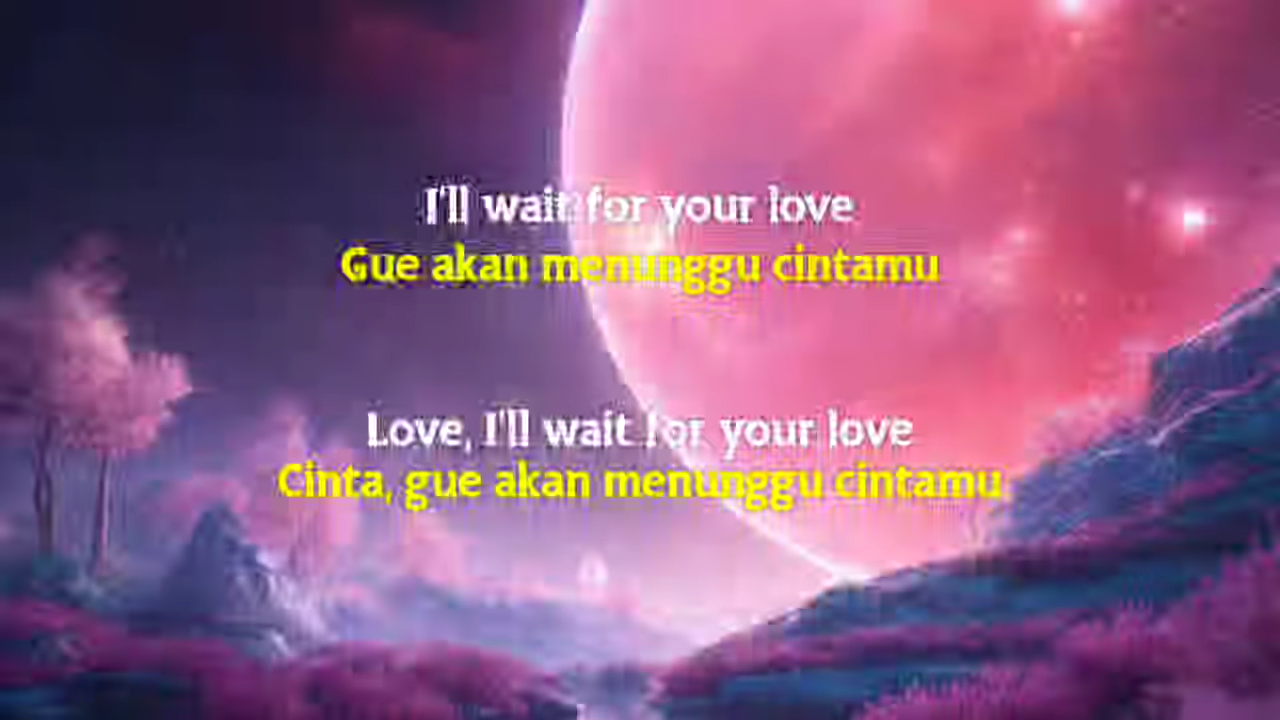 I'll wait for your love
Gue akan menunggu cintamu
Love, I'll wait for your love
Cinta, gue akan menunggu cintamu